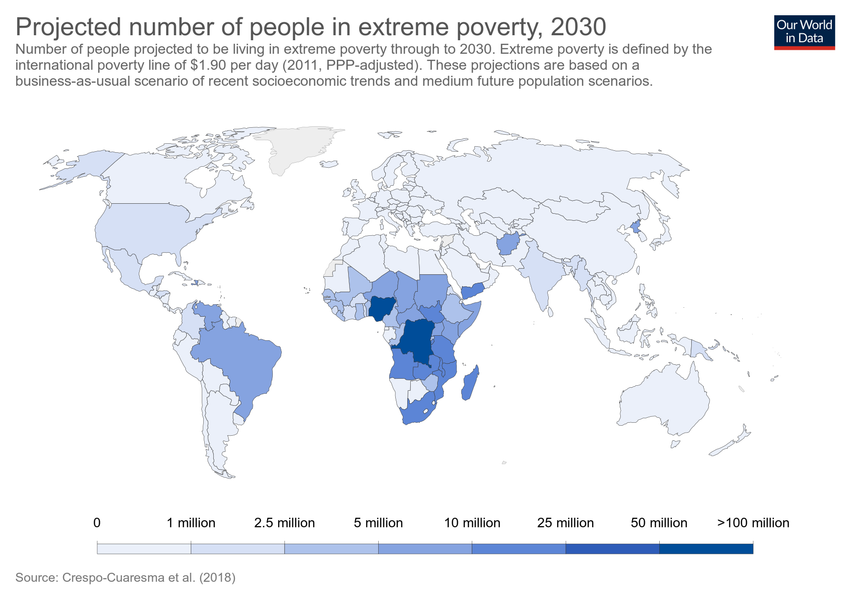 Projected number of people in extreme poverty, 2030
Our World
in Data
Number of people projected to be living in extreme poverty through to 2030. Extreme poverty is defined by the
international poverty line of $1.90 per day (2011, PPP-adjusted). These projections are based on a
business-as-usual scenario of recent socioeconomic trends and medium future population scenarios.
0 1 million 2.5 million 5 million 10 million 25 million 50 million >100 million
Source: Crespo-Cuaresma et al. (2018)